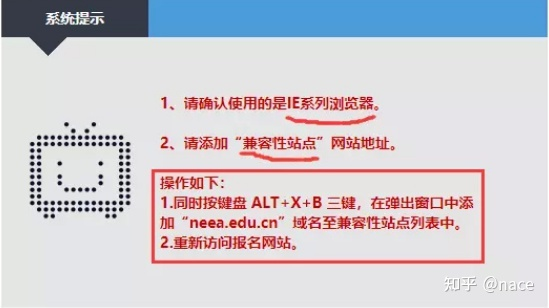 系统提示
1、请确认使用的是IE系列浏览器。
2、请添加“兼容性站点”网站地址。
操作如下：
1.同时按键盘 ALT+X+B 三键，在弹出窗口中添
加“neea.edu.cn”域名至兼容性站点列表中。
2.重新访问报名网站。
知乎 @nace